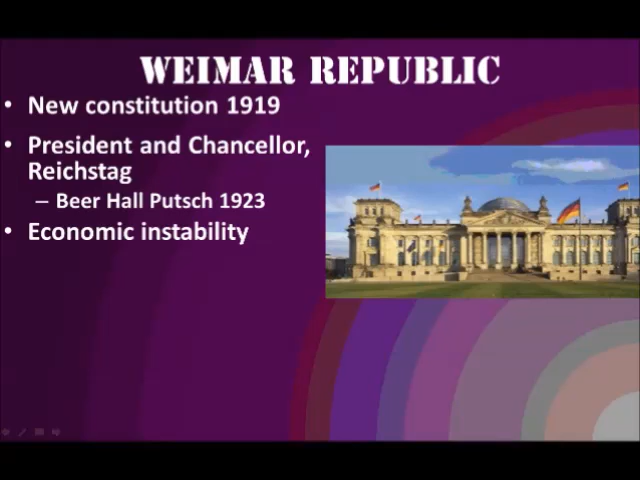 WEIMAR REPUBLIC
• New constitution 1919
• President and Chancellor,
Reichstag
– Beer Hall Putsch 1923
• Economic instability